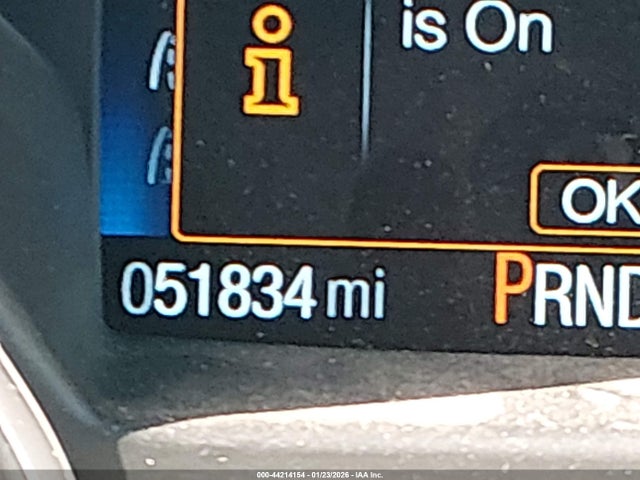 is On
OK
051834 mi
PRND
000-44214154 - 01/23/2026 - IAA Inc.